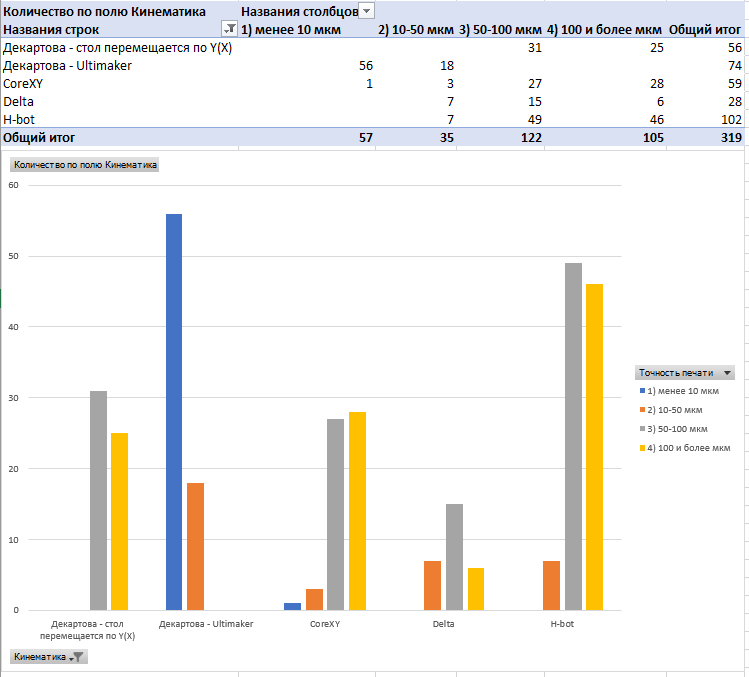 Количество по полю Кинематика Названия столбцов
Названия строк 1) менее 10 мкм 2) 10-50 мкм 3) 50-100 мкм 4) 100 и более мкм Общий итог
Декартова - стол перемещается по Y(X) 31 25 56
Декартова - Ultimaker 56 18 74
CoreXY 1 3 27 28 59
Delta 7 15 6 28
H-bot 7 49 46 102
Общий итог 57 35 122 105 319
Количество по полю Кинематика
60
50
40
30
20
10
0
Декартова - стол
перемещается по Y(X)
Декартова - Ultimaker
CoreXY
Delta
H-bot
Точность печати
1) менее 10 мкм
2) 10-50 мкм
3) 50-100 мкм
4) 100 и более мкм
Кинематика